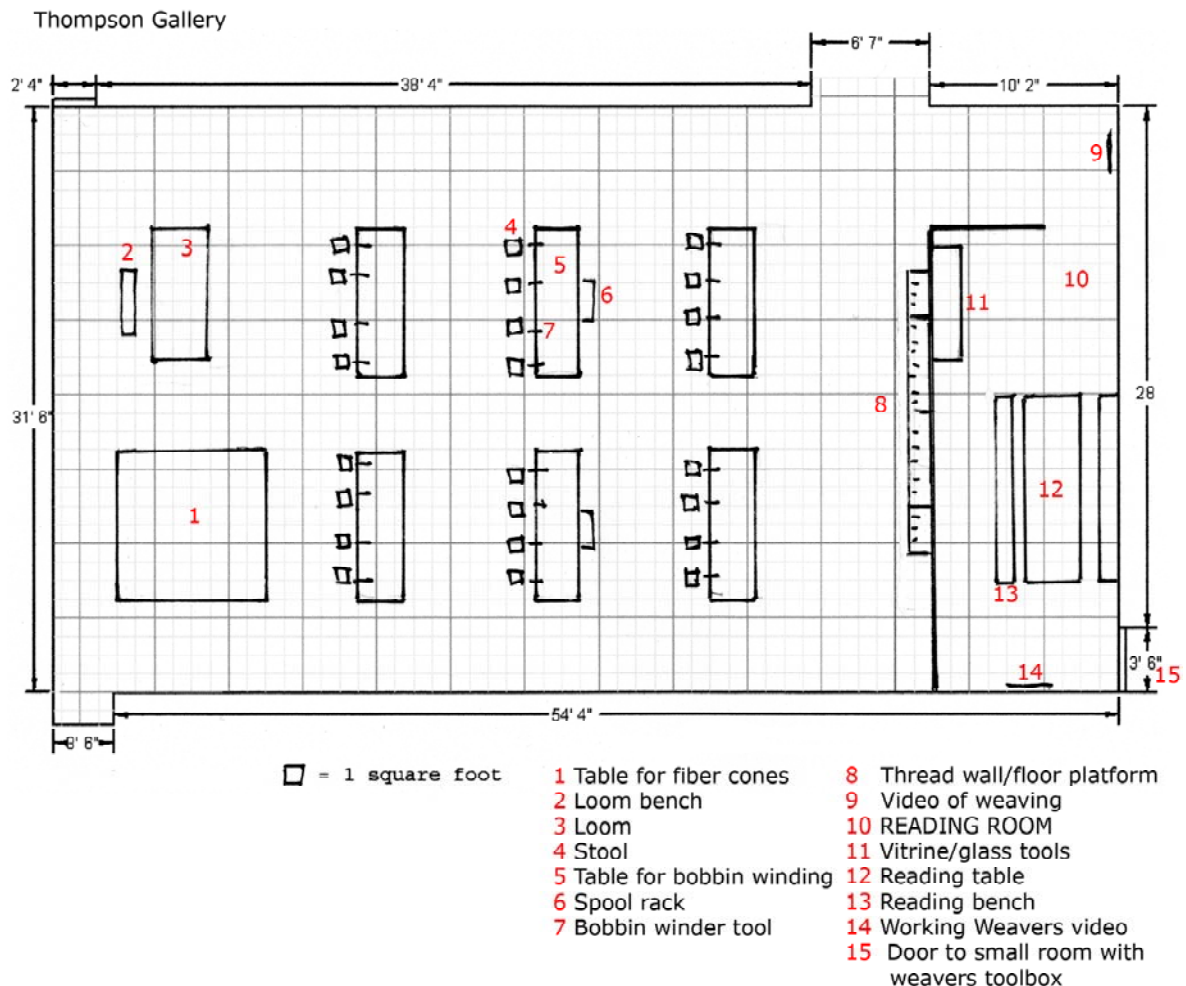 Thompson Gallery
6' 7"
2' 4"
38' 4"
10' 2"
9
4
2
3
5
10
6
11
7
8
28
31' 6"
12
1
13
14
3' 6"
15
54' 4"
3' 6"
= 1 square foot
1 Table for fiber cones
2 Loom bench
3 Loom
4 Stool
5 Table for bobbin winding
6 Spool rack
7 Bobbin winder tool
8 Thread wall/floor platform
9 Video of weaving
10 READING ROOM
11 Vitrine/glass tools
12 Reading table
13 Reading bench
14 Working Weavers video
15 Door to small room with
weavers toolbox